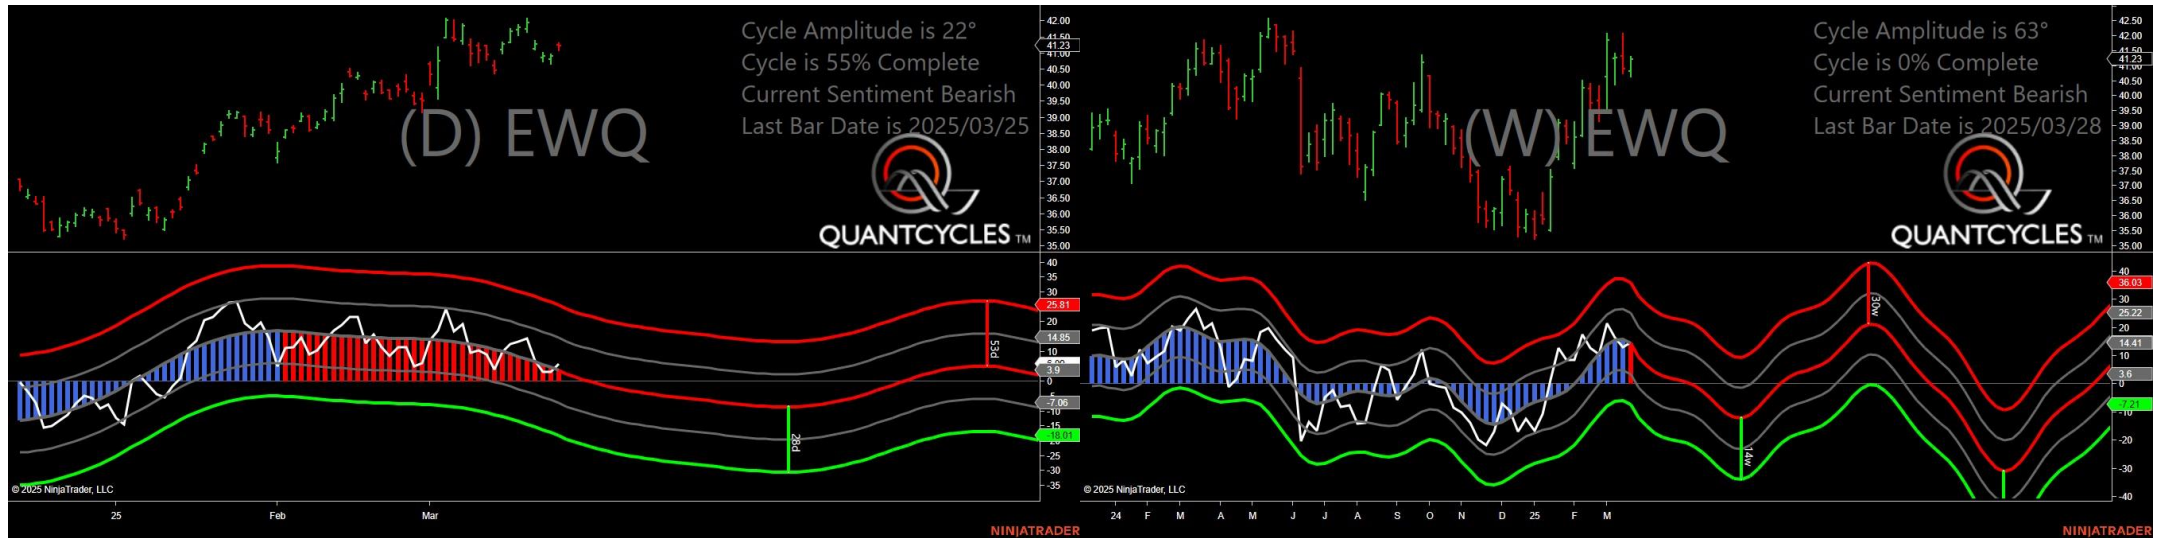 Cycle Amplitude is 22°
Cycle is 55% Complete
Current Sentiment Bearish
Last Bar Date is 2025/03/25
(D) EWQ
QUANTCYCLES TM
42.00
41.50
41.23
41.00
40.50
40.00
39.50
39.00
38.50
38.00
37.50
37.00
36.50
36.00
35.50
35.00
40
35
30
25.81
20
14.85
10
3.9
0
-7.06
-10
-15
-18.01
-25
-30
-35
53d
28d
© 2025 NinjaTrader, LLC
25 Feb Mar
NINJATRADER
Cycle Amplitude is 63°
Cycle is 0% Complete
Current Sentiment Bearish
Last Bar Date is 2025/03/28
(W) EWQ
QUANTCYCLES TM
42.50
42.00
41.50
41.23
40.50
40.00
39.50
39.00
38.50
38.00
37.50
37.00
36.50
36.00
35.50
35.00
40
36.03
30
25.22
20
14.41
10
3.6
0
-7.21
-10
-20
-30
-40
30w
14w
© 2025 NinjaTrader, LLC
24 F M A M J J A S O N D 25 F M
NINJATRADER